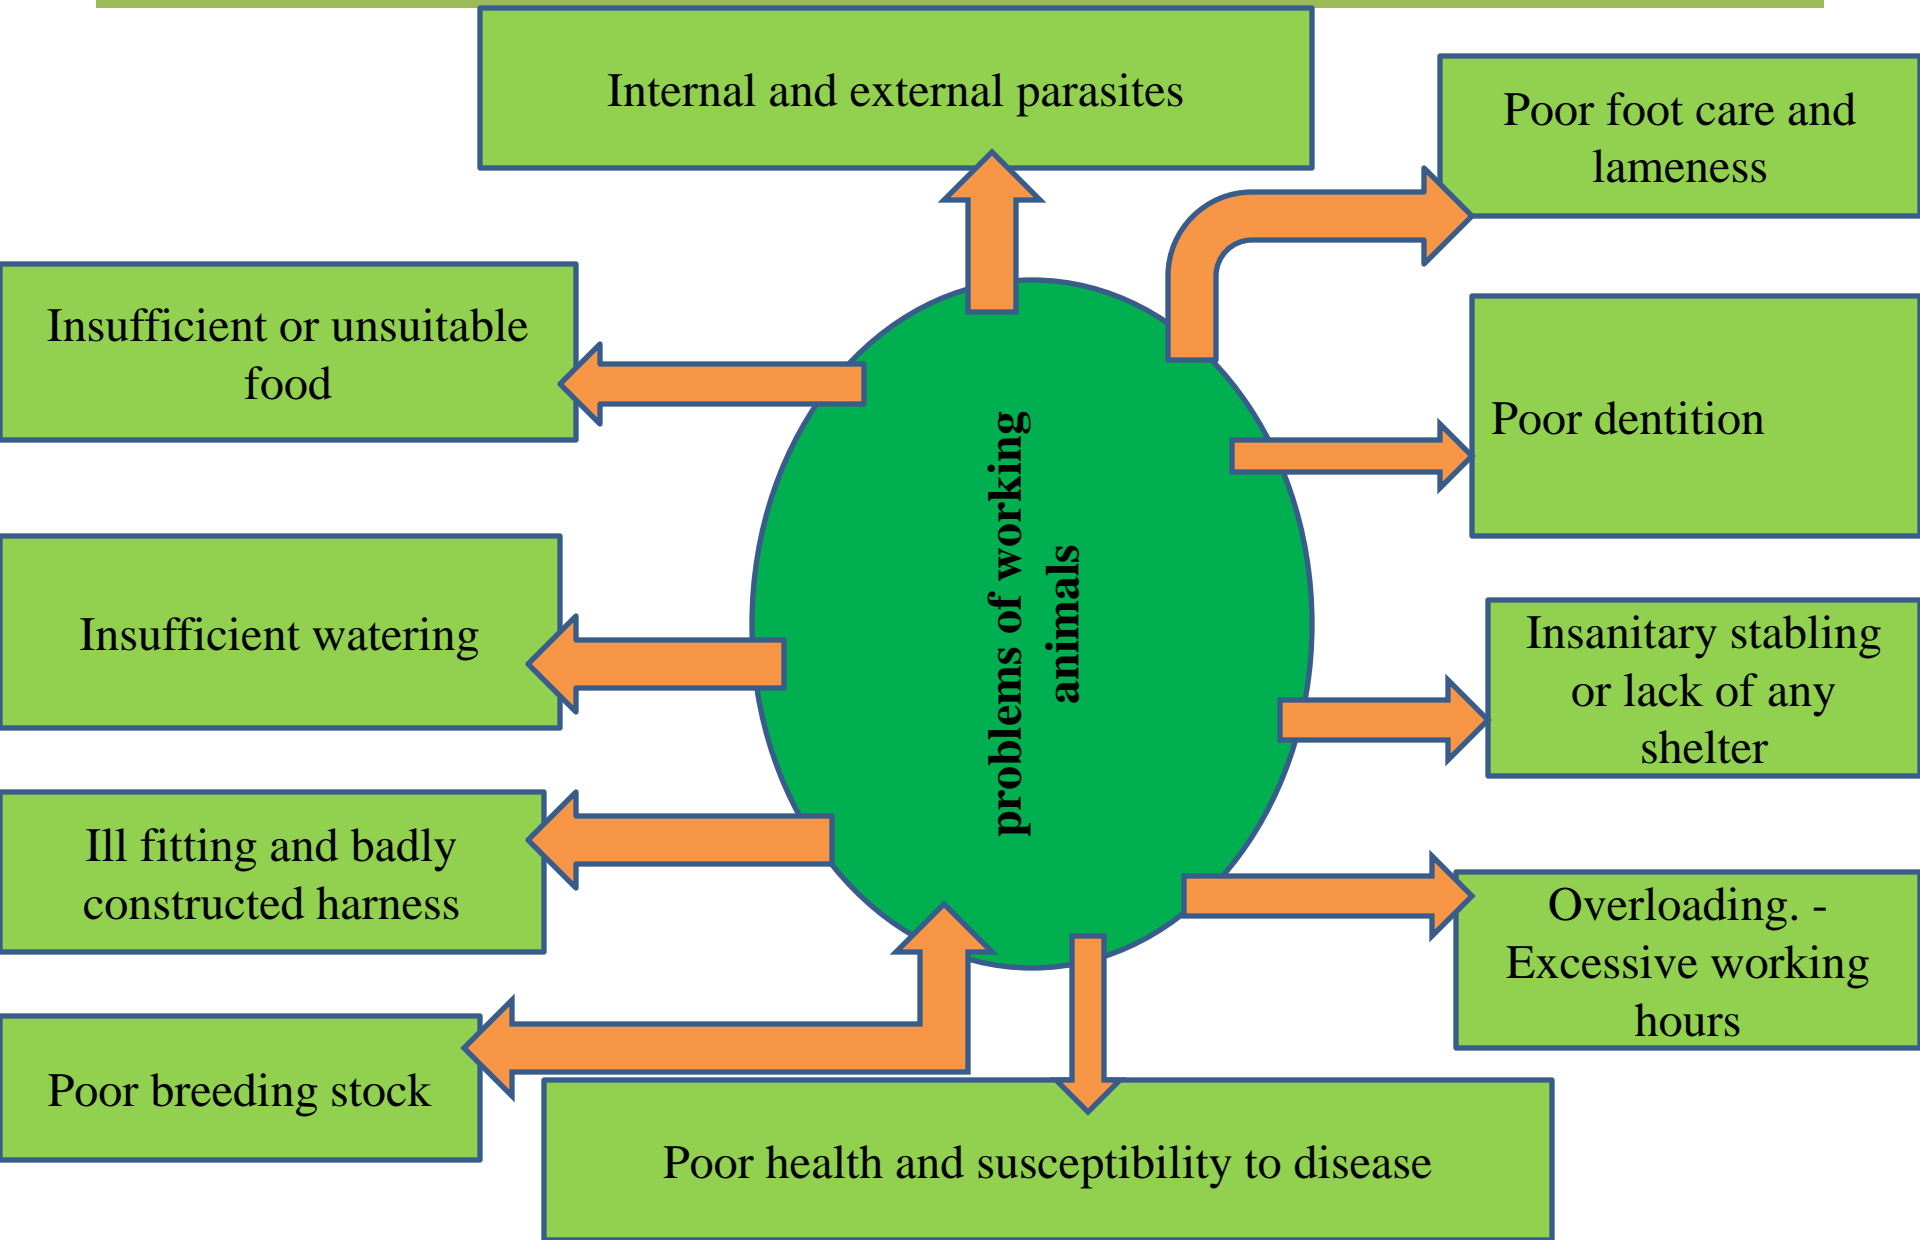 Internal and external parasites
Poor foot care and
lameness
Insufficient or unsuitable
food
Poor dentition
problems of working
animals
Insufficient watering
Insanitary stabling
or lack of any
shelter
Ill fitting and badly
constructed harness
Overloading. -
Excessive working
hours
Poor breeding stock
Poor health and susceptibility to disease